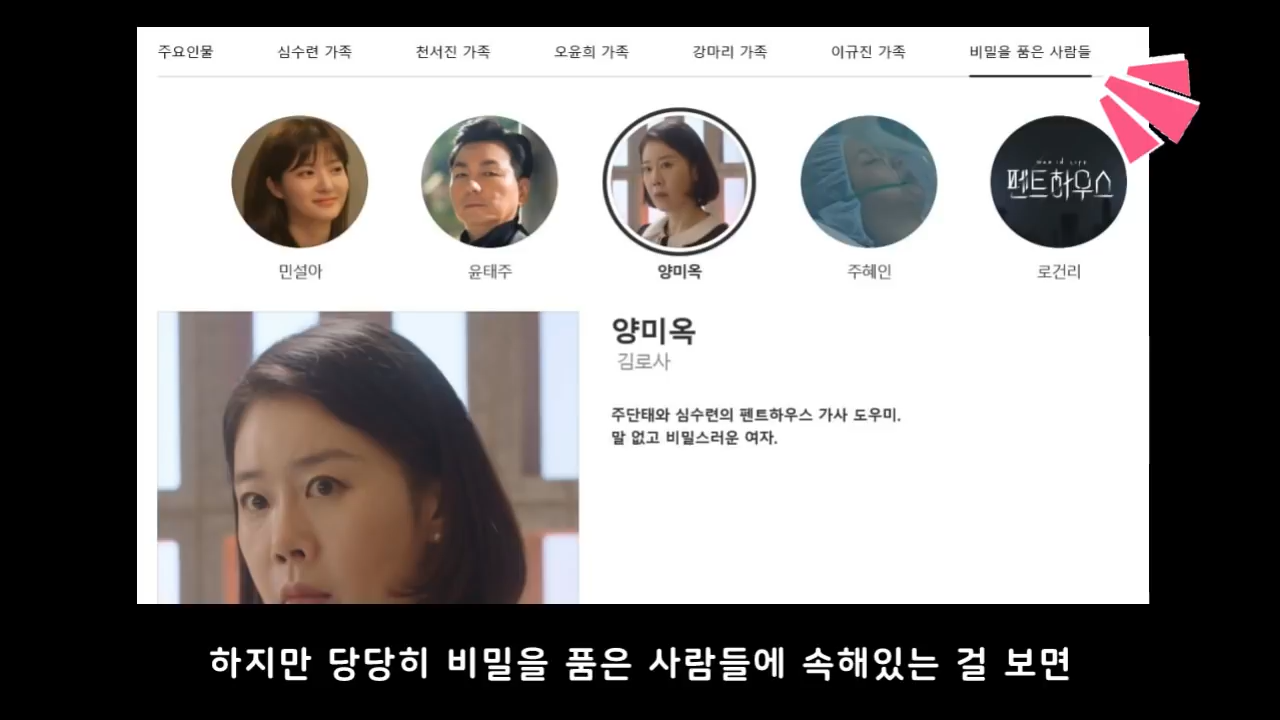 주요인물 심수련 가족 천서진 가족 오윤희 가족 강마리 가족 이규진 가족 비밀을 품은 사람들
펜트하우스
민설아 윤태주 양미옥 주혜인 로건리
양미옥
김로사
주단태와 심수련의 펜트하우스 가사 도우미.
말 없고 비밀스러운 여자.
하지만 당당히 비밀을 품은 사람들에 속해있는 걸 보면